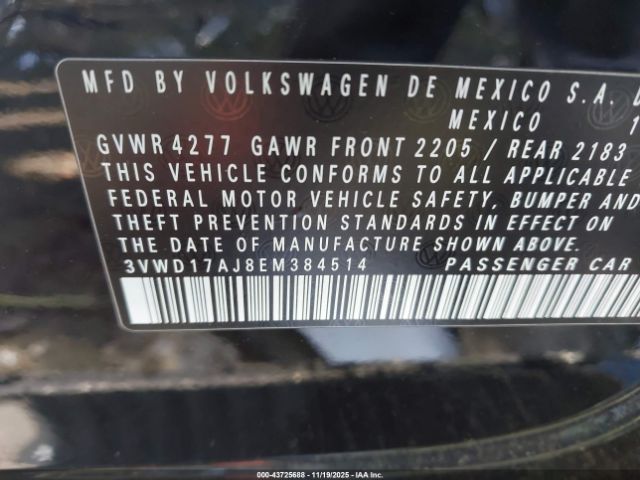 MFD BY VOLKSWAGEN DE MEXICO S.A.
MEXICO 1
GVWR 4277 GAWR FRONT 2205 / REAR 2183
THIS VEHICLE CONFORMS TO ALL APPLICABLE
FEDERAL MOTOR VEHICLE SAFETY, BUMPER AND
THEFT PREVENTION STANDARDS IN EFFECT ON
THE DATE OF MANUFACTURE SHOWN ABOVE.
3VWD17AJ8EM384514 PASSENGER CAR
000-43725688 - 11/19/2025 - IAA Inc.